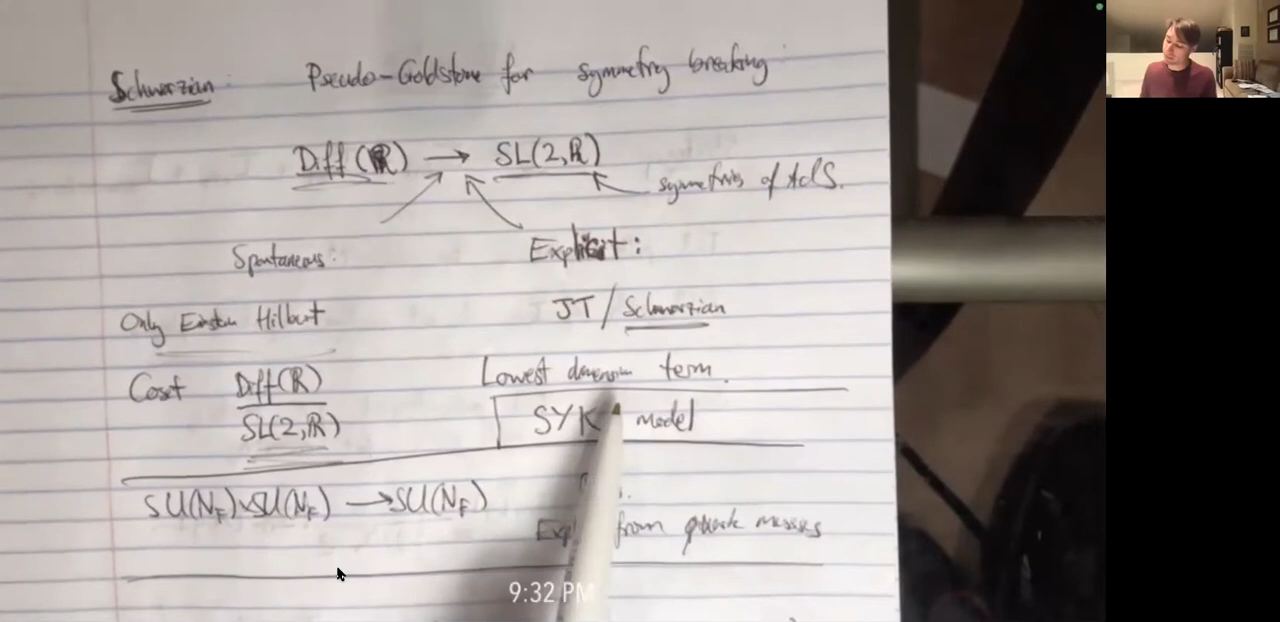 Schwarzian: Pseudo-Goldstone for symmetry breaking:
Diff(ℝ) → SL(2,ℝ)
symmetries of AdS.
Spontaneous: Explicit:
Only Einstein Hilbert JT/Schwarzian
Coset Diff(ℝ) Lowest dimension term.
SL(2,ℝ) SYK model
SU(N_F)×SU(N_F) → SU(N_F)
from quark masses
9:32 PM